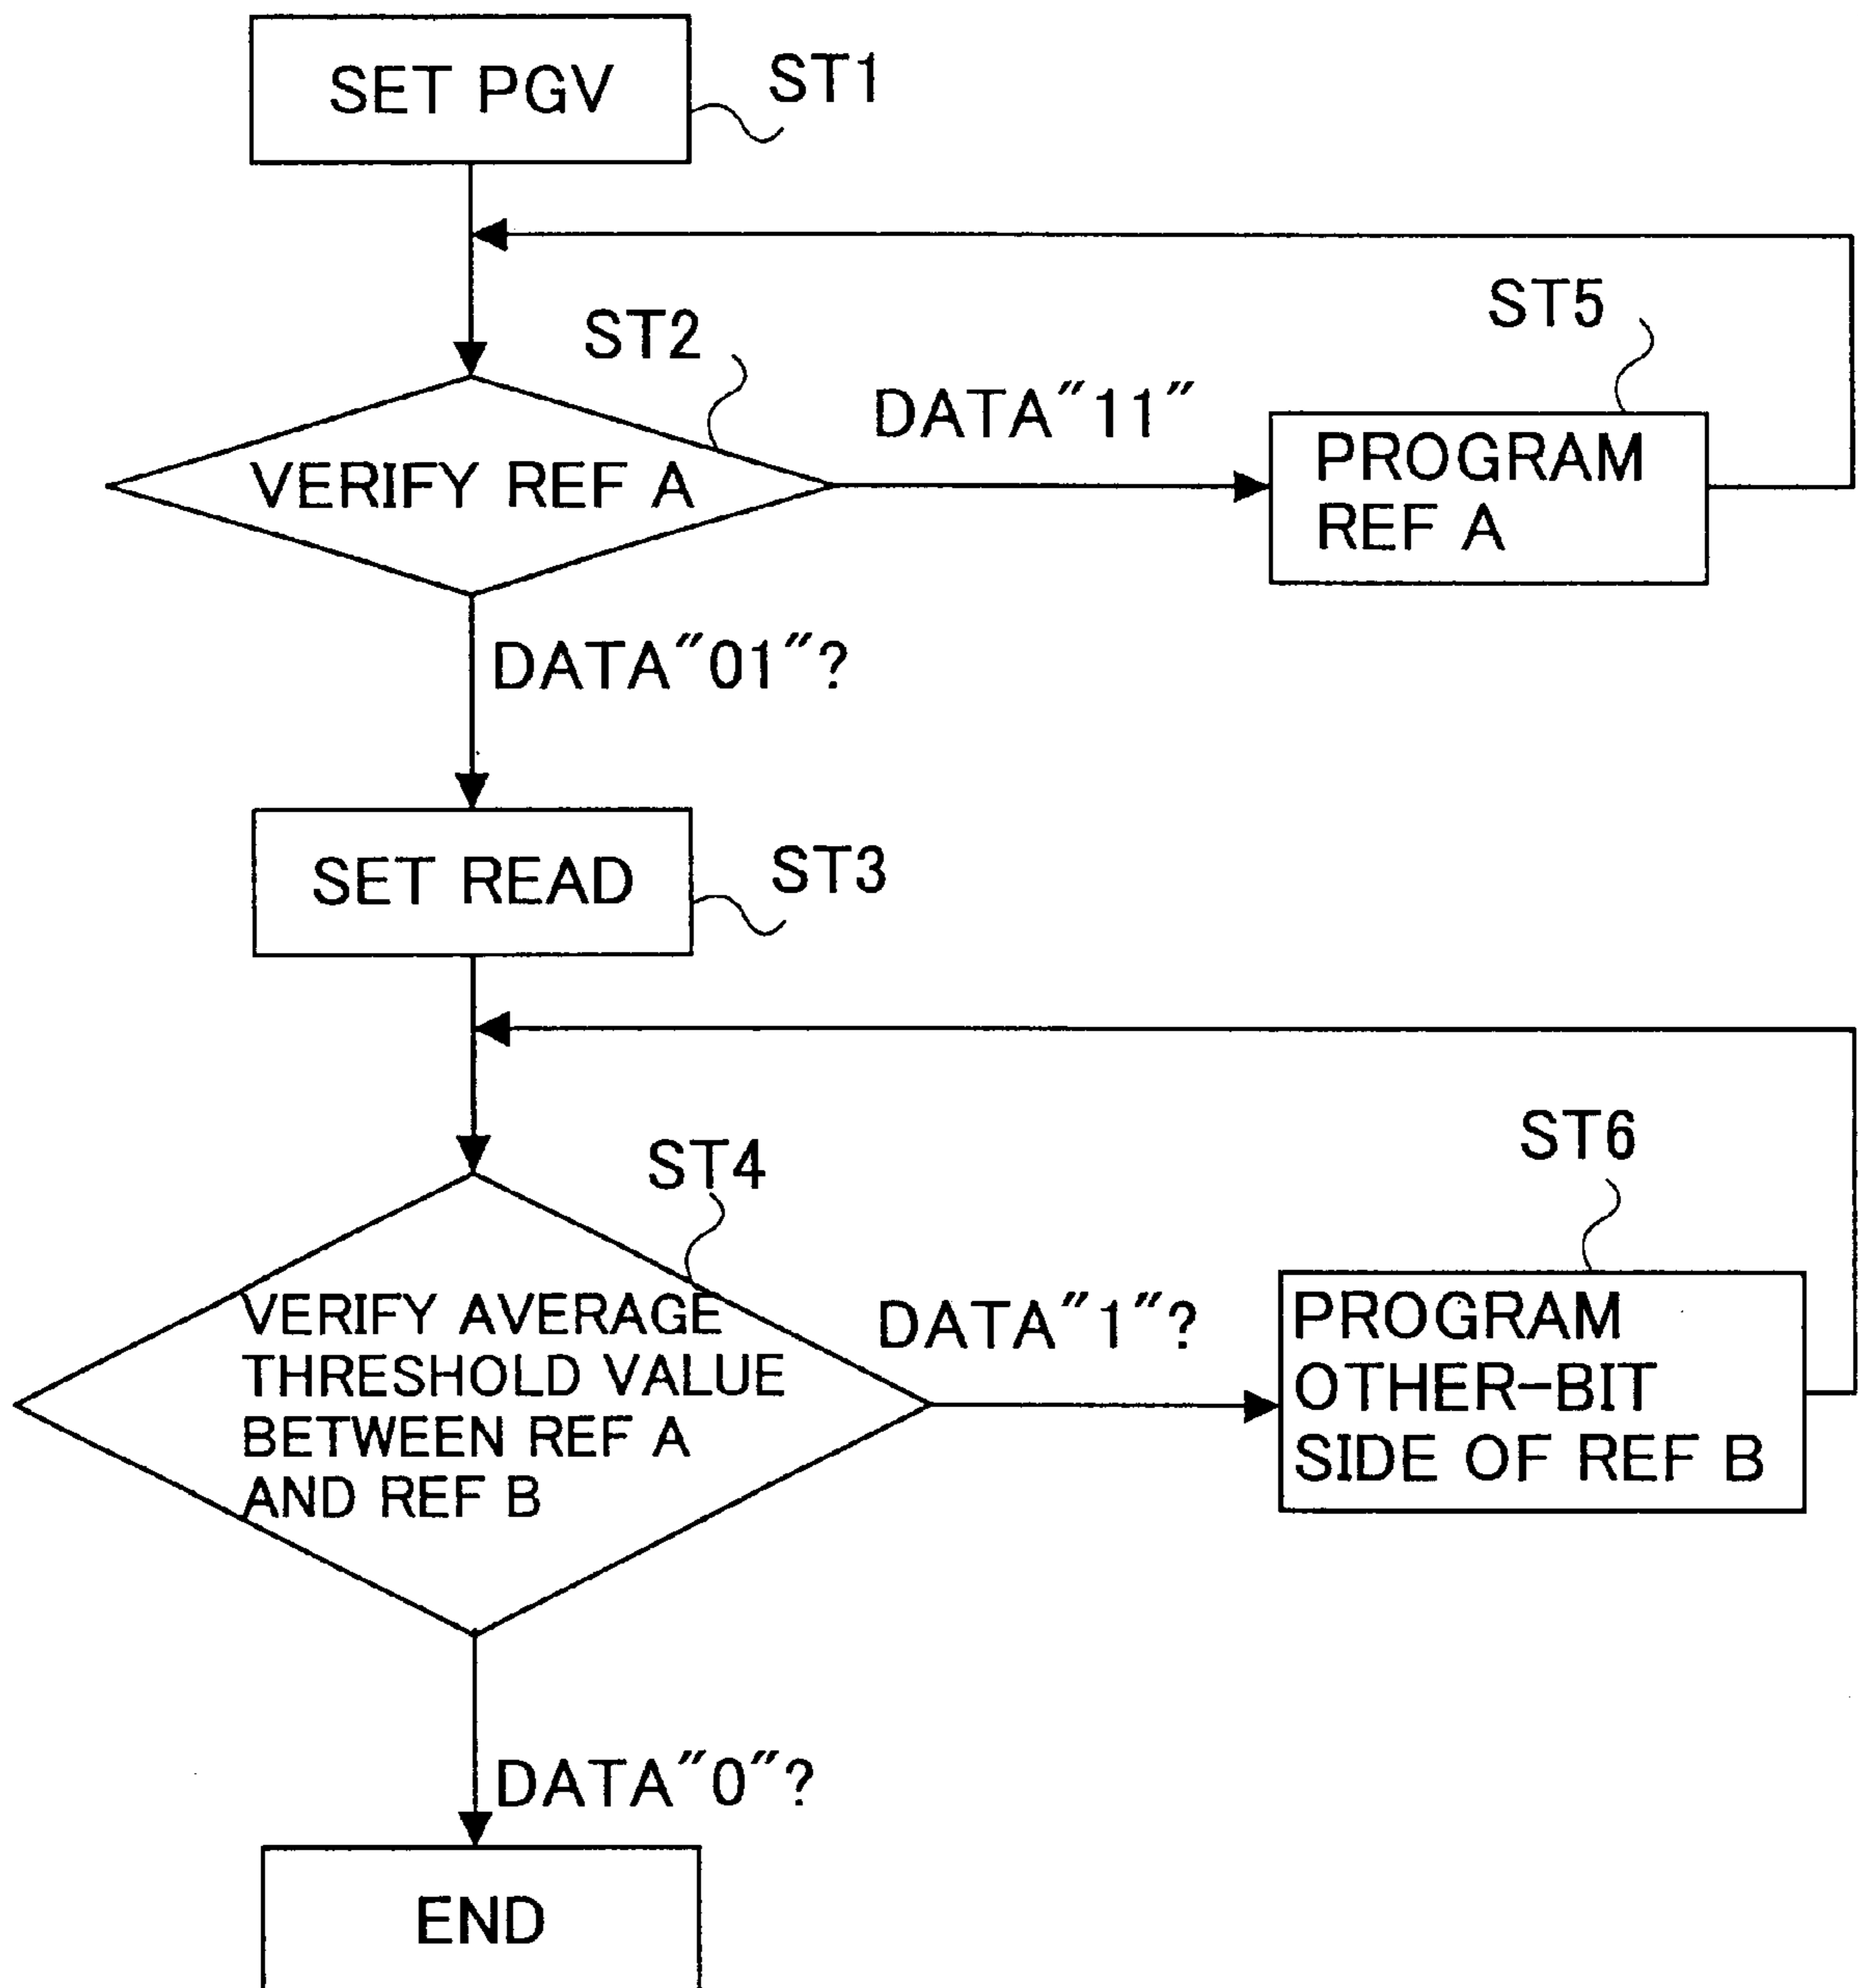 SET PGV
ST1
ST2
ST5
DATA"11"
VERIFY REF A
PROGRAM
REF A
DATA"01"?
SET READ
ST3
ST4
ST6
VERIFY AVERAGE
THRESHOLD VALUE
BETWEEN REF A
AND REF B
DATA"1"?
PROGRAM
OTHER-BIT
SIDE OF REF B
DATA"0"?
END